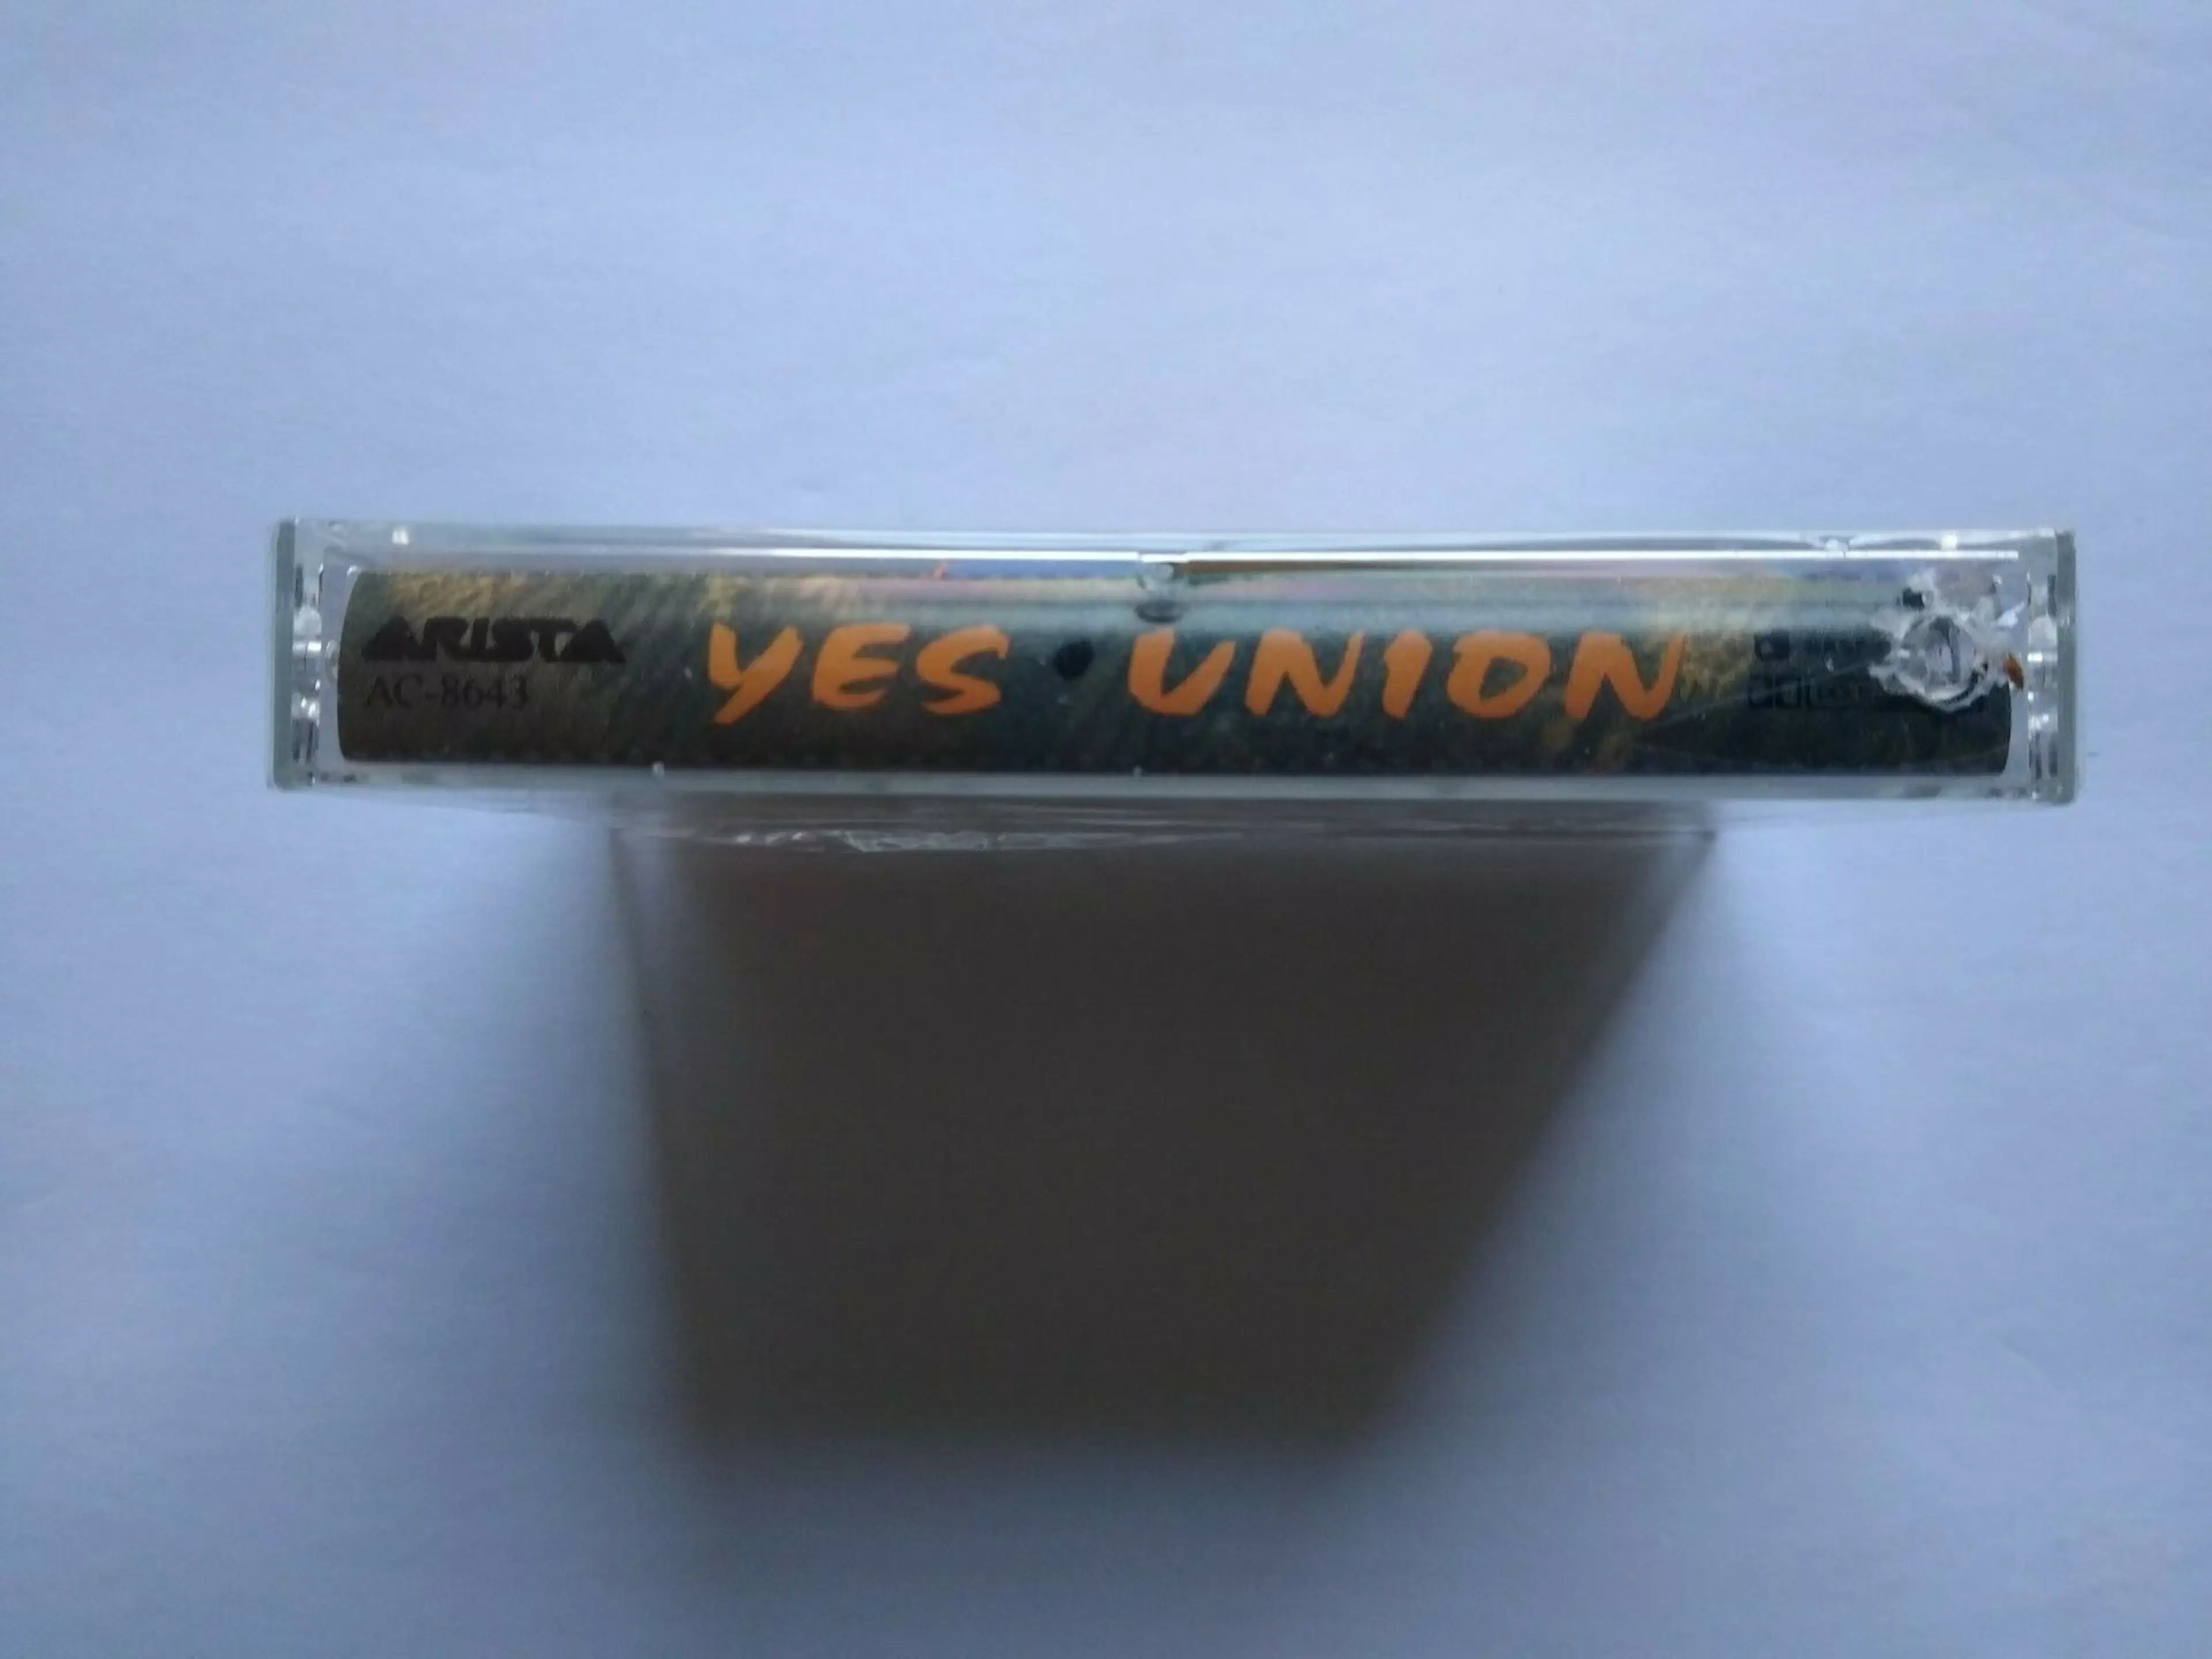 ARISTA
AC-8643
YES • UNION